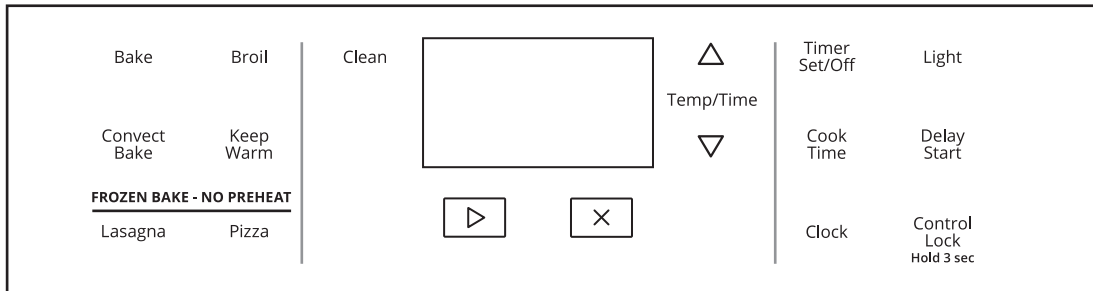 Bake
Broil
Clean
Timer
Set/Off
Light
Temp/Time
Convect
Bake
Keep
Warm
Cook
Time
Delay
Start
FROZEN BAKE - NO PREHEAT
Lasagna
Pizza
Clock
Control
Lock
Hold 3 sec